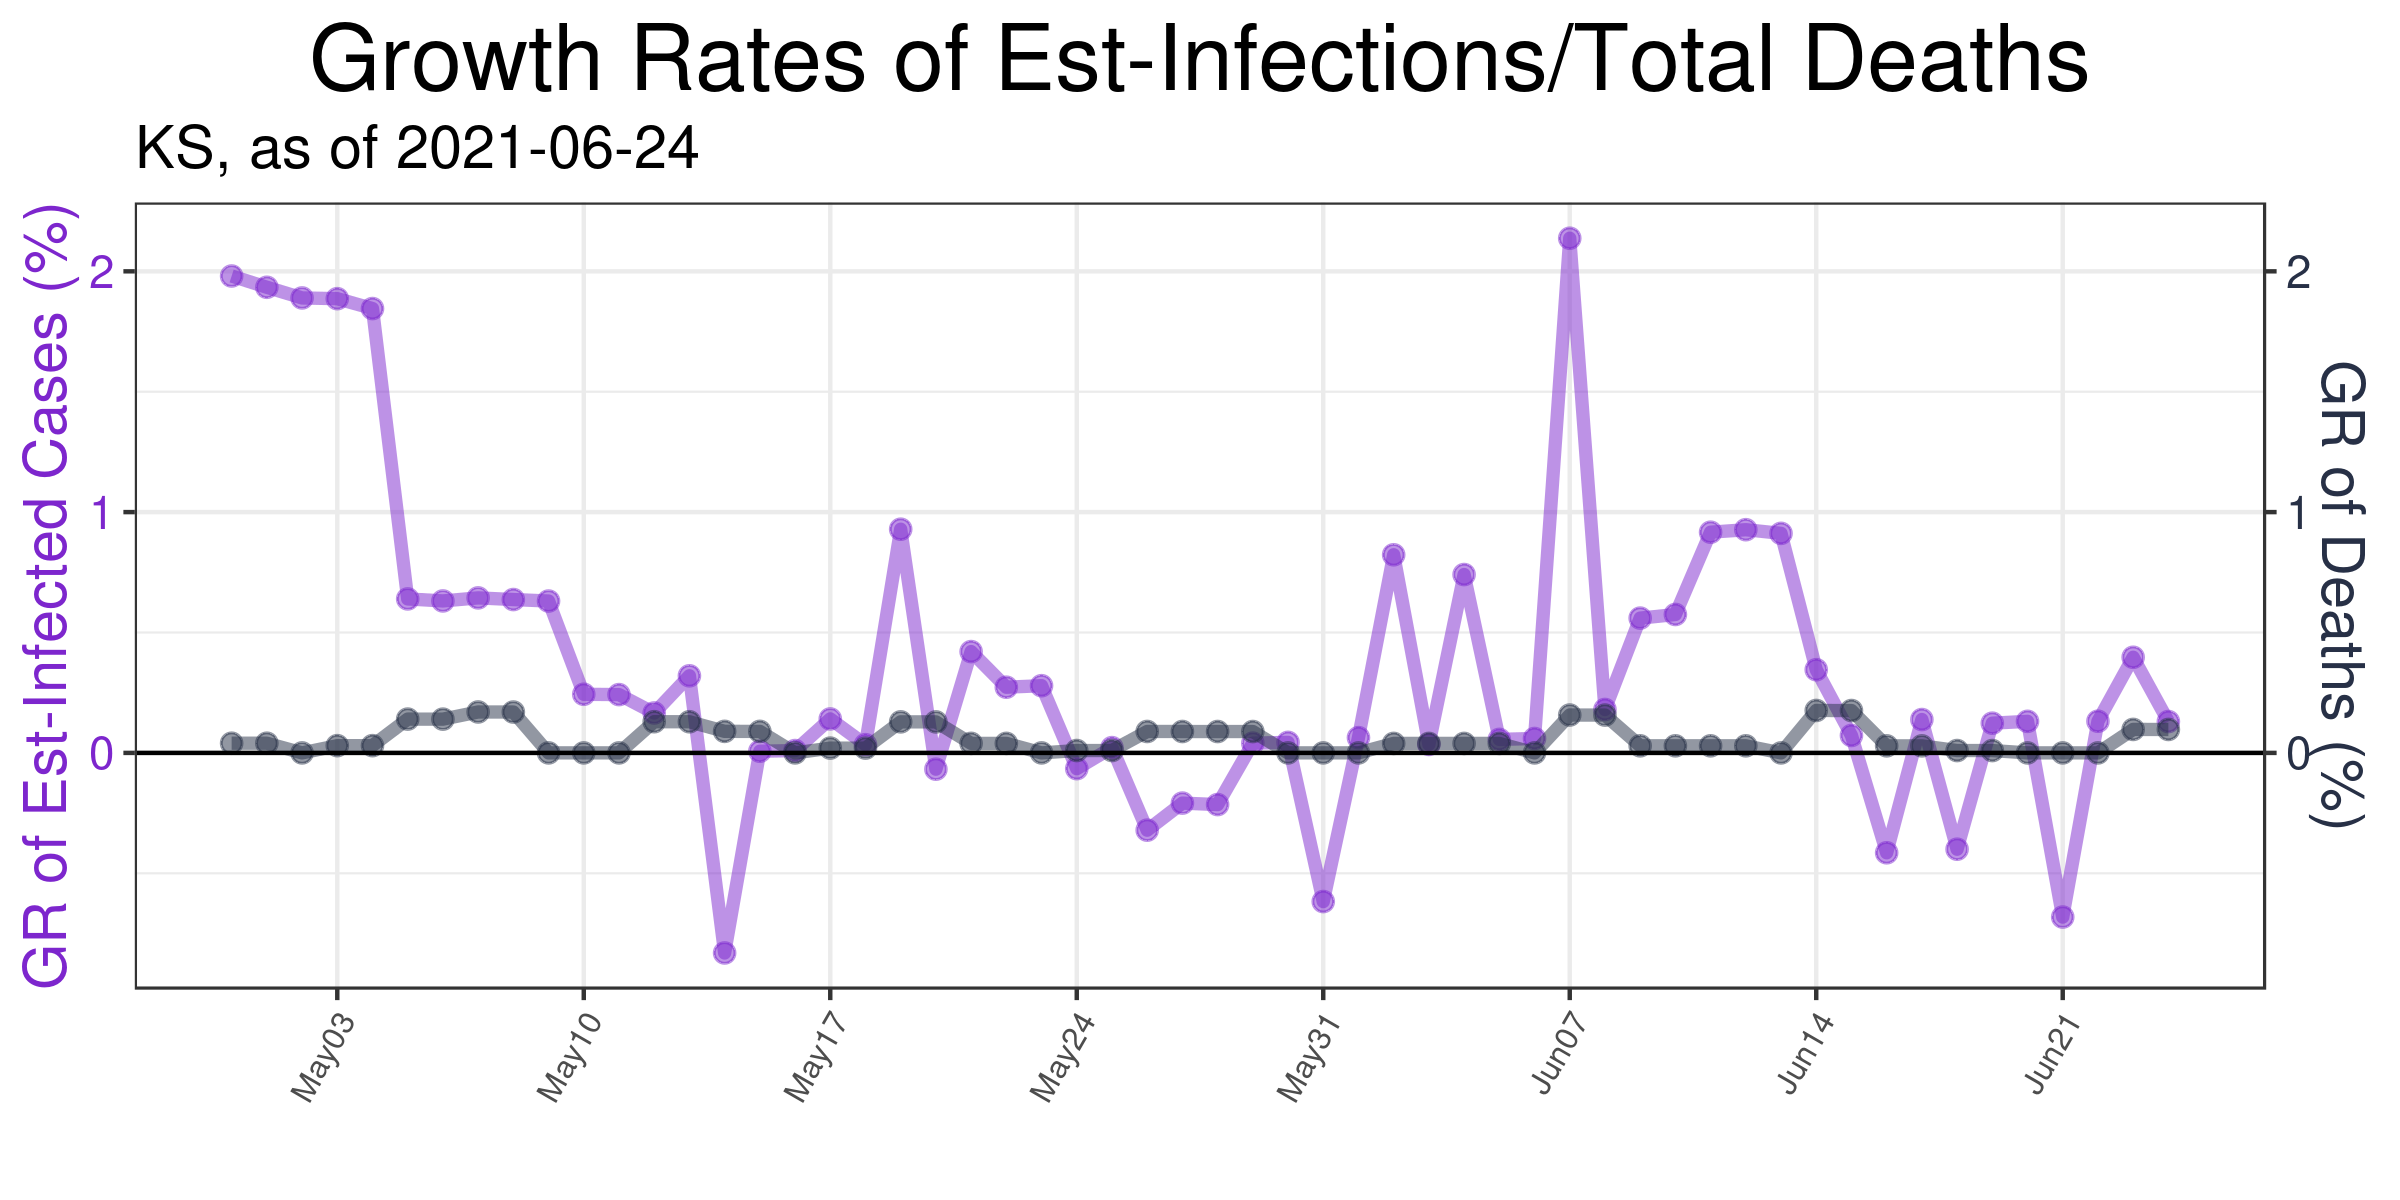 Growth Rates of Est-Infections/Total Deaths
KS, as of 2021-06-24
GR of Est-Infected Cases (%)
2
1
0
2
1
0
GR of Deaths (%)
May03
May10
May17
May24
May31
Jun07
Jun14
Jun21